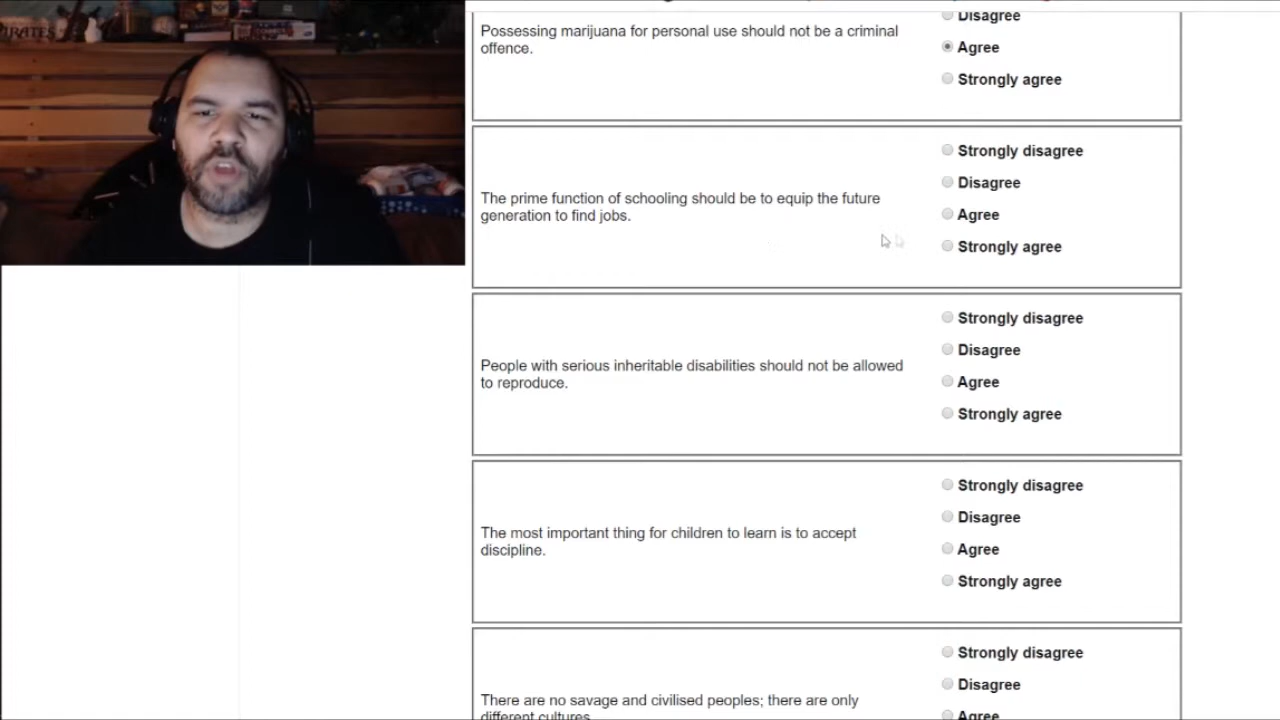 IRATES
Disagree
Possessing marijuana for personal use should not be a criminal
offence.
Agree
Strongly agree
Strongly disagree
Disagree
The prime function of schooling should be to equip the future
generation to find jobs.
Agree
Strongly agree
Strongly disagree
Disagree
People with serious inheritable disabilities should not be allowed
to reproduce.
Agree
Strongly agree
Strongly disagree
Disagree
The most important thing for children to learn is to accept
discipline.
Agree
Strongly agree
Strongly disagree
Disagree
There are no savage and civilised peoples; there are only
different cultures.
Agree